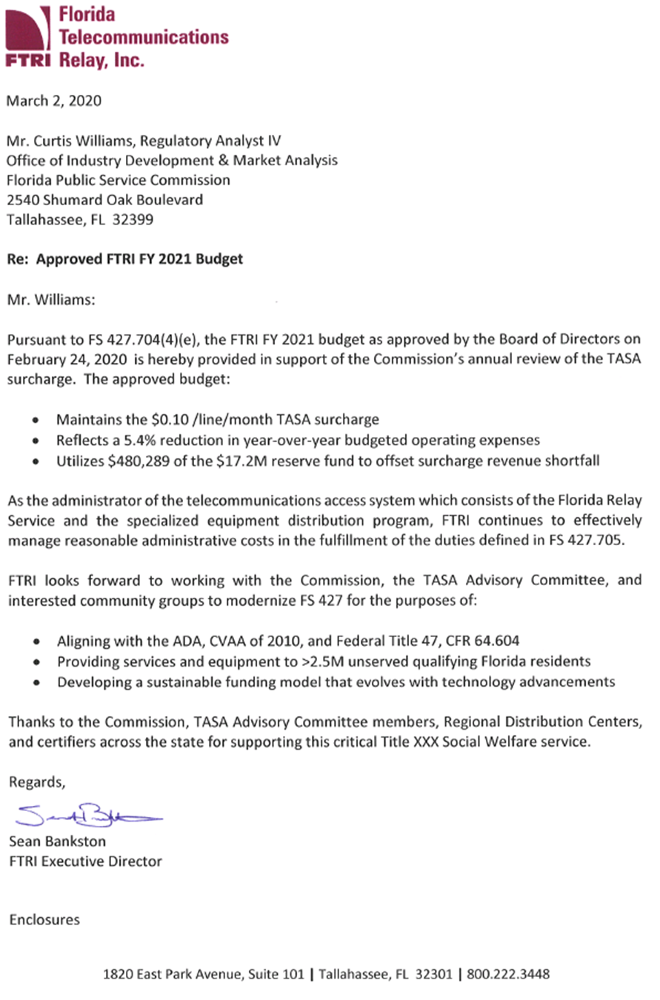 Florida
Telecommunications
FTRI Relay, Inc.
March 2, 2020
Mr. Curtis Williams, Regulatory Analyst IV
Office of Industry Development & Market Analysis
Florida Public Service Commission
2540 Shumard Oak Boulevard
Tallahassee, FL 32399
Re: Approved FTRI FY 2021 Budget
Mr. Williams:
Pursuant to FS 427.704(4)(e), the FTRI FY 2021 budget as approved by the Board of Directors on
February 24, 2020 is hereby provided in support of the Commission's annual review of the TASA
surcharge. The approved budget:
• Maintains the $0.10 /line/month TASA surcharge
• Reflects a 5.4% reduction in year-over-year budgeted operating expenses
• Utilizes $480,289 of the $17.2M reserve fund to offset surcharge revenue shortfall
As the administrator of the telecommunications access system which consists of the Florida Relay
Service and the specialized equipment distribution program, FTRI continues to effectively
manage reasonable administrative costs in the fulfillment of the duties defined in FS 427.705.
FTRI looks forward to working with the Commission, the TASA Advisory Committee, and
interested community groups to modernize FS 427 for the purposes of:
• Aligning with the ADA, CVAA of 2010, and Federal Title 47, CFR 64.604
• Providing services and equipment to >2.5M unserved qualifying Florida residents
• Developing a sustainable funding model that evolves with technology advancements
Thanks to the Commission, TASA Advisory Committee members, Regional Distribution Centers,
and certifiers across the state for supporting this critical Title XXX Social Welfare service.
Regards,
Sean Bankston
FTRI Executive Director
Enclosures
1820 East Park Avenue, Suite 101 | Tallahassee, FL 32301 | 800.222.3448